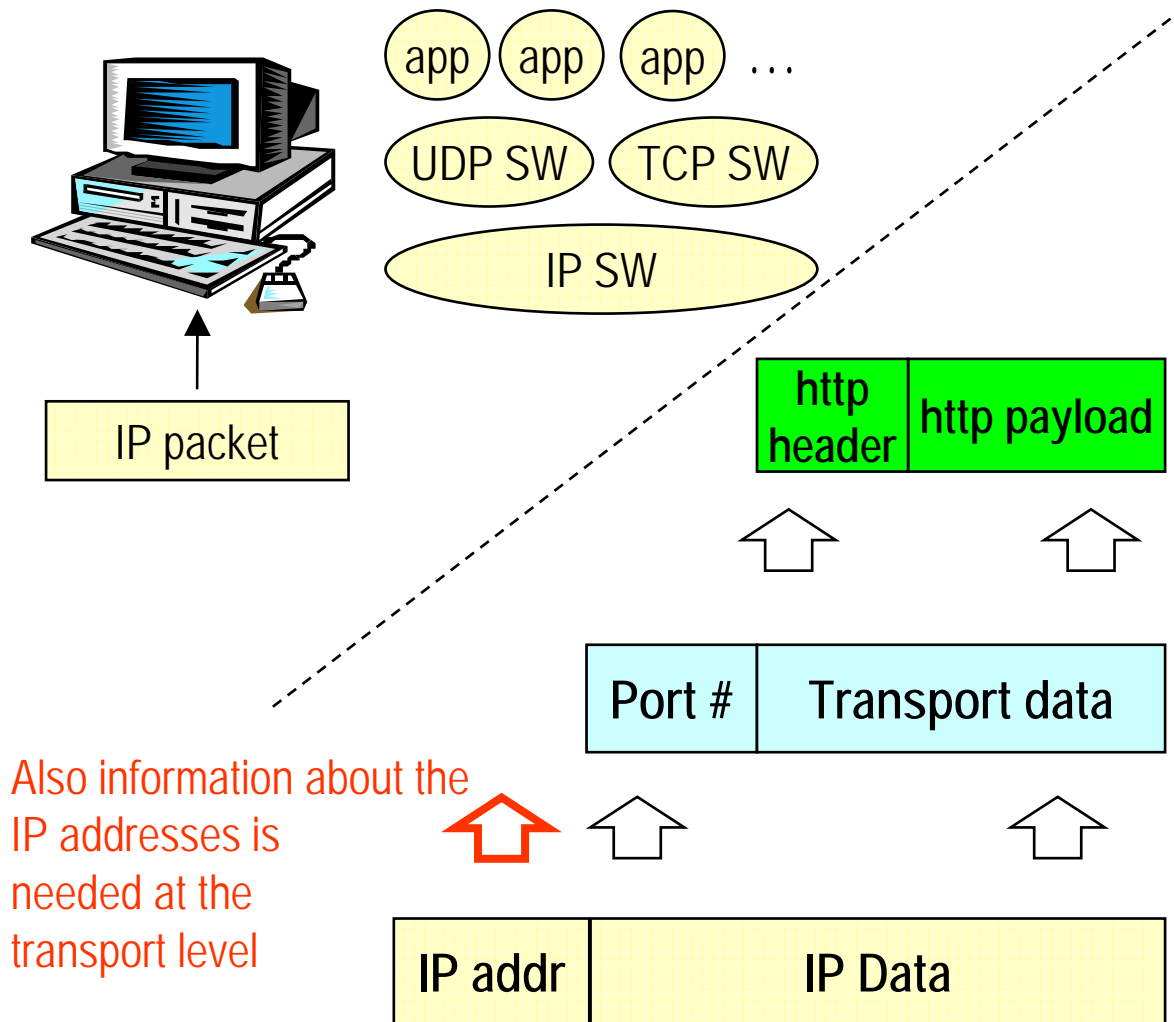 app app app ...
UDP SW TCP SW
IP SW
IP packet
http
header
http payload
Port # Transport data
Also information about the
IP addresses is
needed at the
transport level
IP addr IP Data